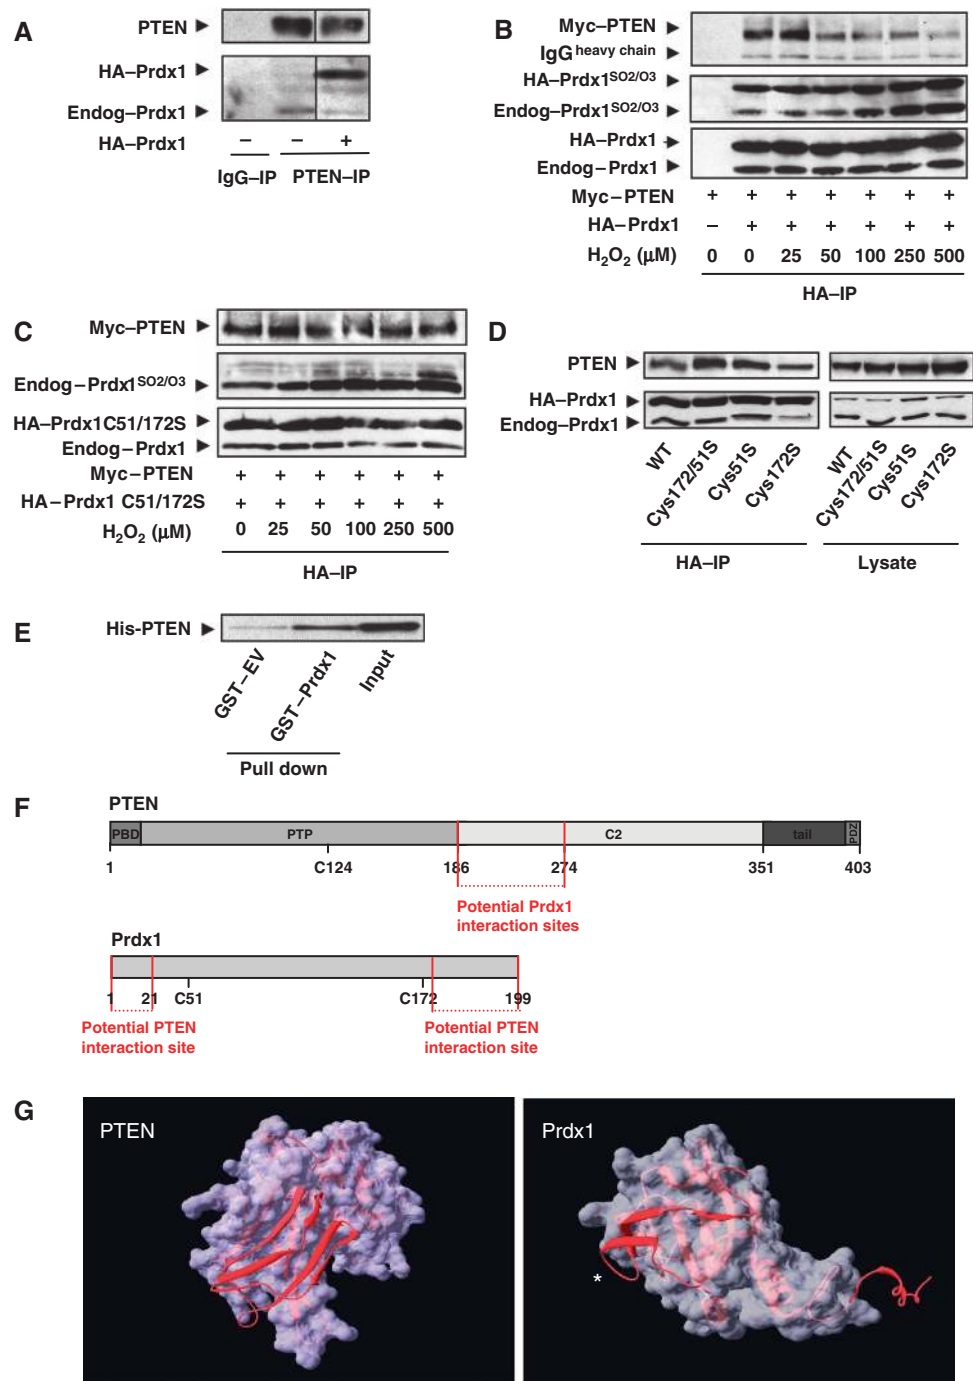 A
PTEN
HA–Prdx1
Endog–Prdx1
HA–Prdx1 – – +
IgG–IP PTEN–IP
B
Myc–PTEN
IgG heavy chain
HA–Prdx1 SO2/O3
Endog–Prdx1 SO2/O3
HA–Prdx1
Endog–Prdx1
Myc–PTEN + + + + + + +
HA–Prdx1 – + + + + + +
H2O2 (μM) 0 0 25 50 100 250 500
HA–IP
C
Myc–PTEN
Endog–Prdx1 SO2/O3
HA–Prdx1C51/172S
Endog–Prdx1
Myc–PTEN + + + + + +
HA–Prdx1 C51/172S + + + + + +
H2O2 (μM) 0 25 50 100 250 500
HA–IP
D
PTEN
HA–Prdx1
Endog–Prdx1
WT Cys172/51S Cys51S Cys172S WT Cys172/51S Cys51S Cys172S
HA–IP Lysate
E
His-PTEN
GST–EV GST–Prdx1 Input
Pull down
F
PTEN
PBD PTP C2 tail PDZ
1 C124 186 274 351 403
Potential Prdx1
interaction sites
Prdx1
1 21 C51 C172 199
Potential PTEN Potential PTEN
interaction site interaction site
G
PTEN Prdx1
*